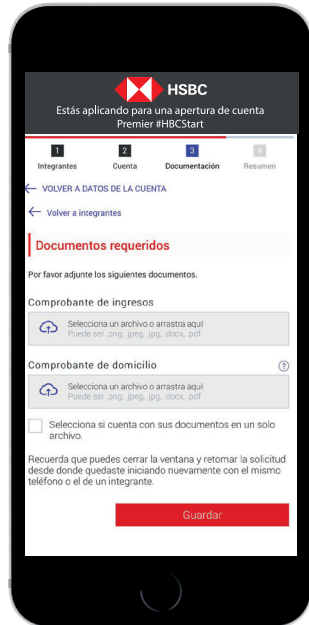 HSBC
Estás aplicando para una apertura de cuenta
Premier #HBCStart
1 2 3 4
Integrantes Cuenta Documentación Resumen
VOLVER A DATOS DE LA CUENTA
Volver a integrantes
Documentos requeridos
Por favor adjunte los siguientes documentos.
Comprobante de ingresos
Selecciona un archivo o arrastra aquí
Puede ser .png, .jpeg, .jpg, .docx, .pdf
Comprobante de domicilio ?
Selecciona un archivo o arrastra aquí
Puede ser .png, .jpeg, .jpg, .docx, .pdf
Selecciona si cuenta con sus documentos en un solo
archivo.
Recuerda que puedes cerrar la ventana y retomar la solicitud
desde donde quedaste iniciando nuevamente con el mismo
teléfono o el de un integrante.
Guardar